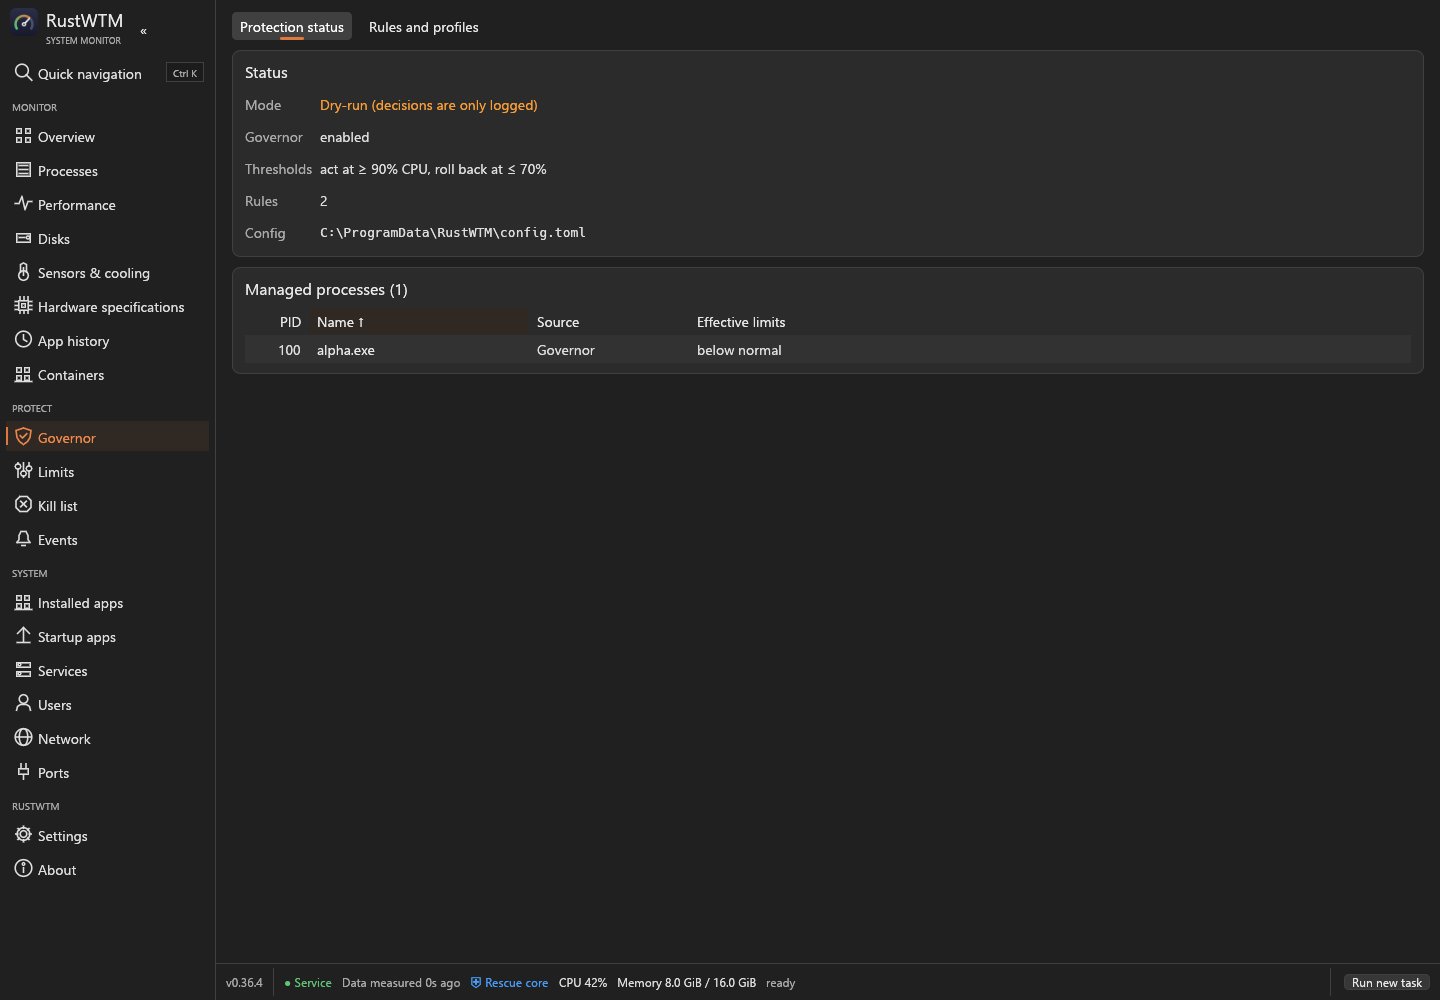 RustWTM
SYSTEM MONITOR
«
Quick navigation Ctrl K
MONITOR
Overview
Processes
Performance
Disks
Sensors & cooling
Hardware specifications
App history
Containers
PROTECT
Governor
Limits
Kill list
Events
SYSTEM
Installed apps
Startup apps
Services
Users
Network
Ports
RUSTWTM
Settings
About
Protection status Rules and profiles
Status
Mode Dry-run (decisions are only logged)
Governor enabled
Thresholds act at ≥ 90% CPU, roll back at ≤ 70%
Rules 2
Config C:\ProgramData\RustWTM\config.toml
Managed processes (1)
PID Name ↑ Source Effective limits
100 alpha.exe Governor below normal
v0.36.4 ● Service Data measured 0s ago Rescue core CPU 42% Memory 8.0 GiB / 16.0 GiB ready Run new task